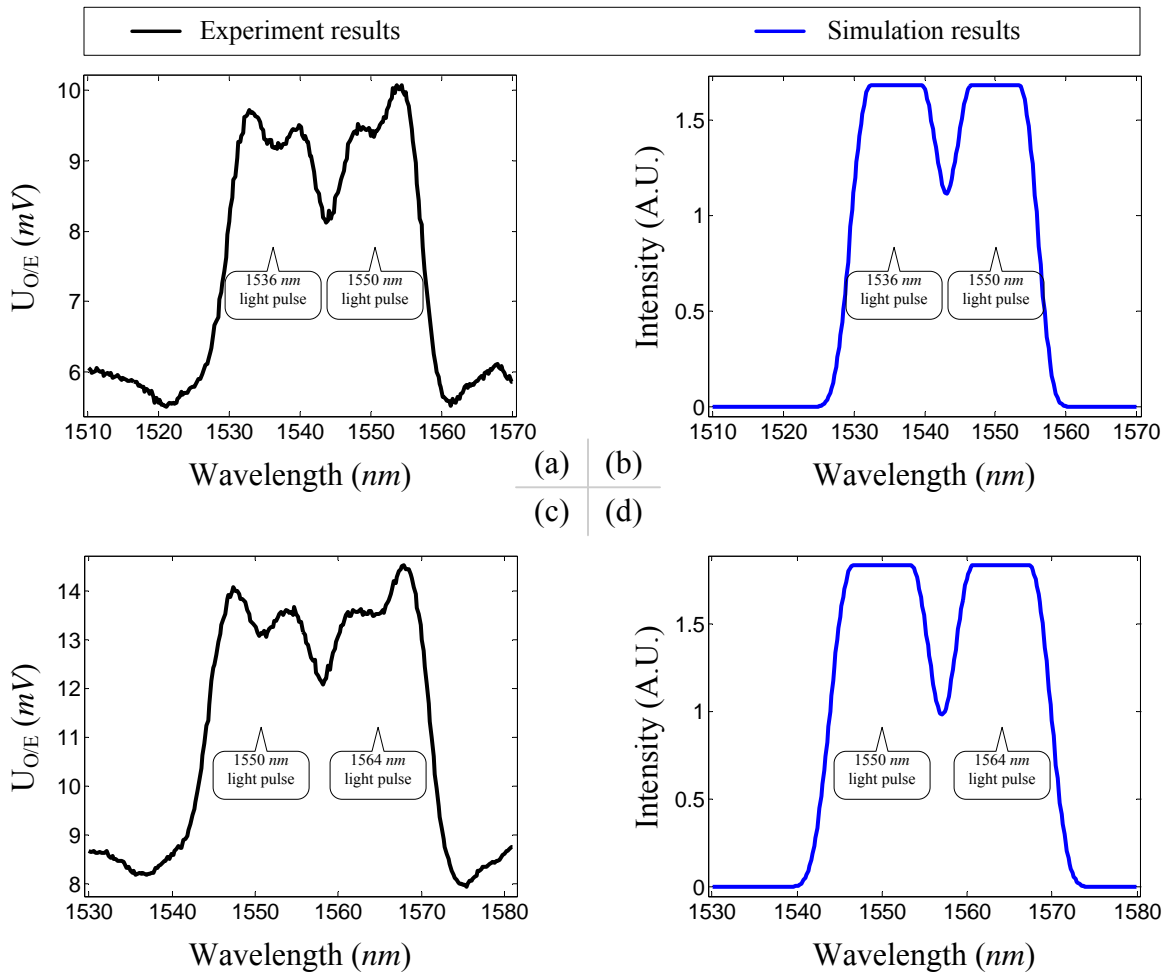 Experiment results
Simulation results
10
9
8
7
6
U_O/E (mV)
1536 nm
light pulse
1550 nm
light pulse
1510 1520 1530 1540 1550 1560 1570
Wavelength (nm)
1.5
1
0.5
0
Intensity (A.U.)
1536 nm
light pulse
1550 nm
light pulse
1510 1520 1530 1540 1550 1560 1570
Wavelength (nm)
(a) (b)
(c) (d)
14
13
12
11
10
9
8
U_O/E (mV)
1550 nm
light pulse
1564 nm
light pulse
1530 1540 1550 1560 1570 1580
Wavelength (nm)
1.5
1
0.5
0
Intensity (A.U.)
1550 nm
light pulse
1564 nm
light pulse
1530 1540 1550 1560 1570 1580
Wavelength (nm)